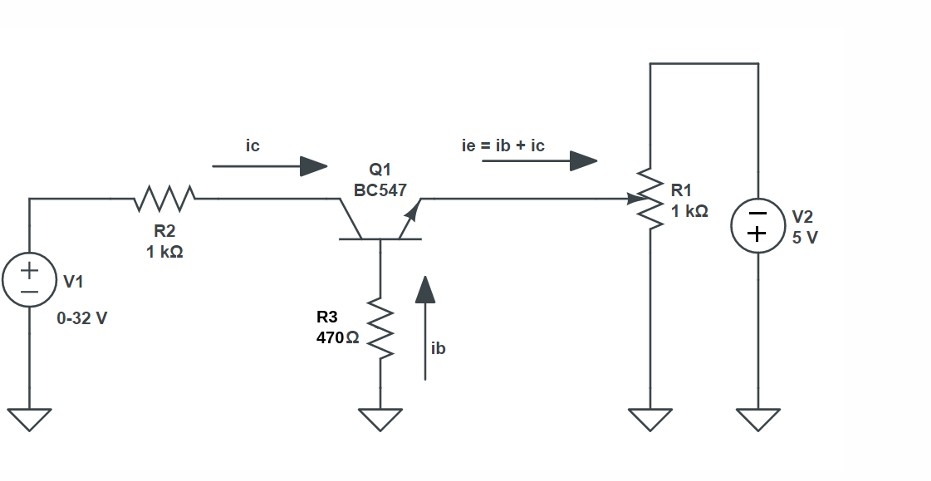 ic
ie = ib + ic
Q1
BC547
R1
1 kΩ
V2
5 V
R2
1 kΩ
V1
0-32 V
R3
470Ω
ib